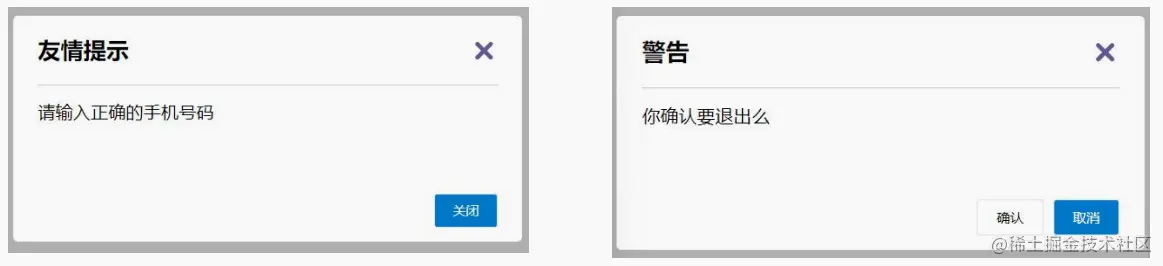 友情提示
请输入正确的手机号码
关闭
警告
你确认要退出么
确认 取消
@稀土掘金技术社区